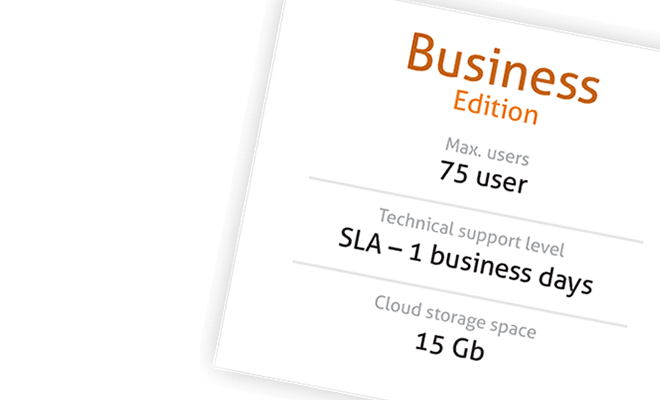 Business
Edition
Max. users
75 user
Technical support level
SLA – 1 business days
Cloud storage space
15 Gb